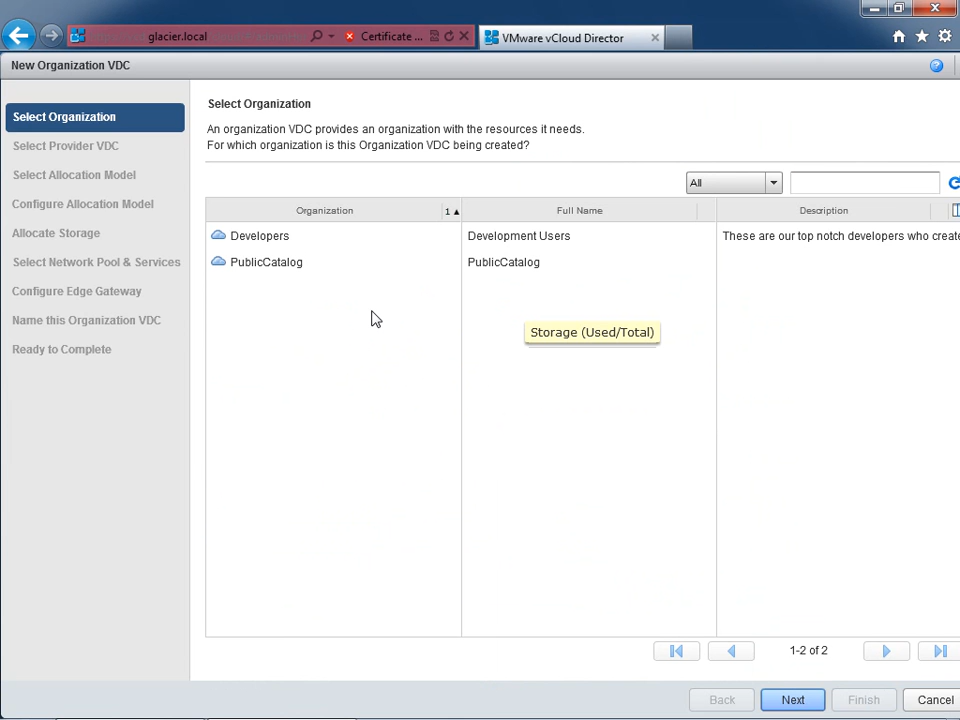 glacier.local
Certificate ...
VMware vCloud Director
New Organization VDC
Select Organization
Select Provider VDC
Select Allocation Model
Configure Allocation Model
Allocate Storage
Select Network Pool & Services
Configure Edge Gateway
Name this Organization VDC
Ready to Complete
Select Organization
An organization VDC provides an organization with the resources it needs.
For which organization is this Organization VDC being created?
All
Organization 1 Full Name Description
Developers Development Users These are our top notch developers who create
PublicCatalog PublicCatalog
Storage (Used/Total)
1-2 of 2
Back Next Finish Cancel